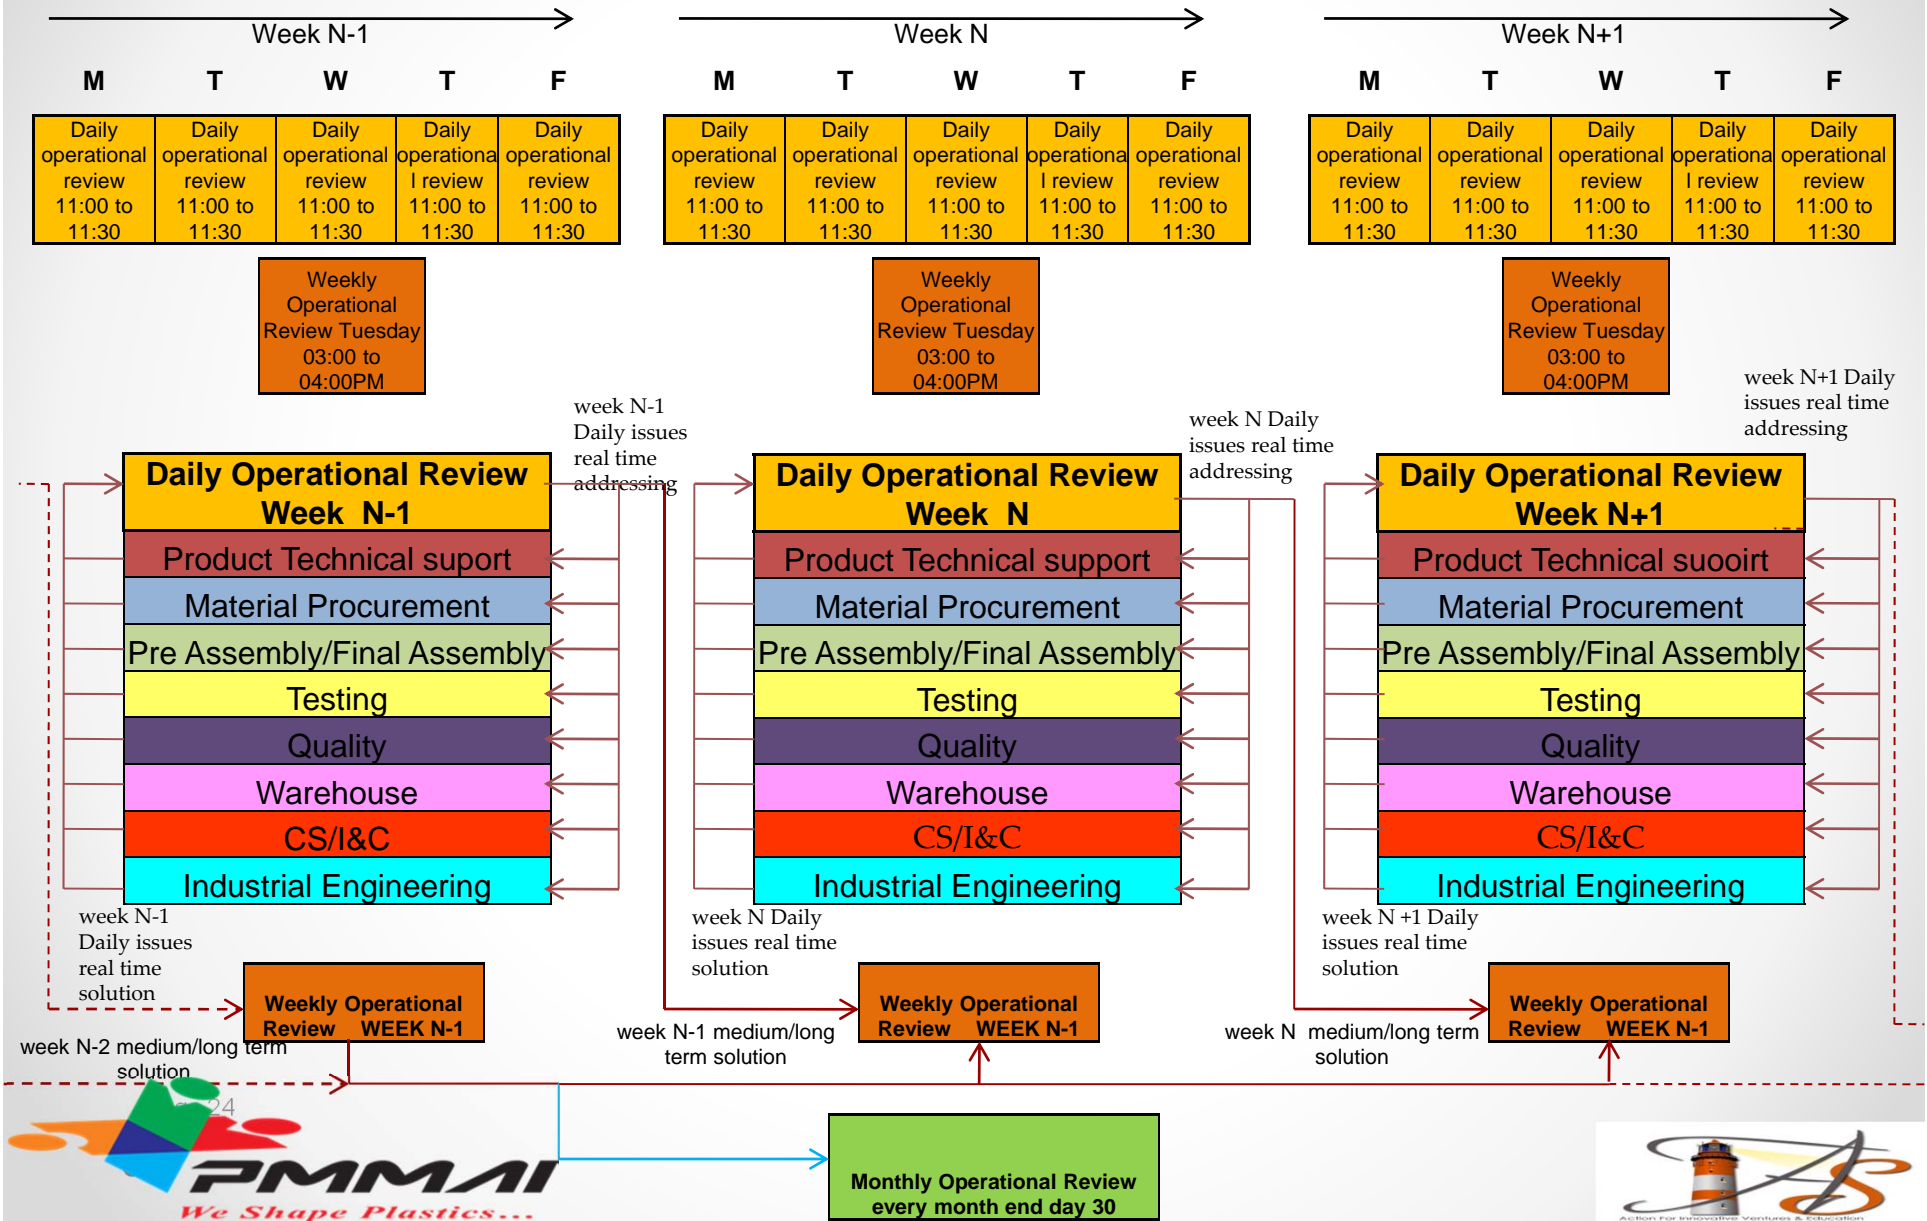 Week N-1
Week N
Week N+1
M T W T F
M T W T F
M T W T F
Daily
operational
review
11:00 to
11:30
Daily
operational
review
11:00 to
11:30
Daily
operational
review
11:00 to
11:30
Daily
operationa
l review
11:00 to
11:30
Daily
operational
review
11:00 to
11:30
Daily
operational
review
11:00 to
11:30
Daily
operational
review
11:00 to
11:30
Daily
operational
review
11:00 to
11:30
Daily
operationa
l review
11:00 to
11:30
Daily
operational
review
11:00 to
11:30
Daily
operational
review
11:00 to
11:30
Daily
operational
review
11:00 to
11:30
Daily
operational
review
11:00 to
11:30
Daily
operationa
l review
11:00 to
11:30
Daily
operational
review
11:00 to
11:30
Weekly
Operational
Review Tuesday
03:00 to
04:00PM
Weekly
Operational
Review Tuesday
03:00 to
04:00PM
Weekly
Operational
Review Tuesday
03:00 to
04:00PM
week N-1
Daily issues
real time
addressing
week N Daily
issues real time
addressing
week N+1 Daily
issues real time
addressing
Daily Operational Review
Week N-1
Product Technical suport
Material Procurement
Pre Assembly/Final Assembly
Testing
Quality
Warehouse
CS/I&C
Industrial Engineering
Daily Operational Review
Week N
Product Technical support
Material Procurement
Pre Assembly/Final Assembly
Testing
Quality
Warehouse
CS/I&C
Industrial Engineering
Daily Operational Review
Week N+1
Product Technical suooirt
Material Procurement
Pre Assembly/Final Assembly
Testing
Quality
Warehouse
CS/I&C
Industrial Engineering
week N-1
Daily issues
real time
solution
week N Daily
issues real time
solution
week N +1 Daily
issues real time
solution
Weekly Operational
Review WEEK N-1
Weekly Operational
Review WEEK N-1
Weekly Operational
Review WEEK N-1
week N-2 medium/long term
solution
week N-1 medium/long
term solution
week N medium/long term
solution
24
PMMAI
We Shape Plastics...
Monthly Operational Review
every month end day 30
Action For Innovative Ventures & Education